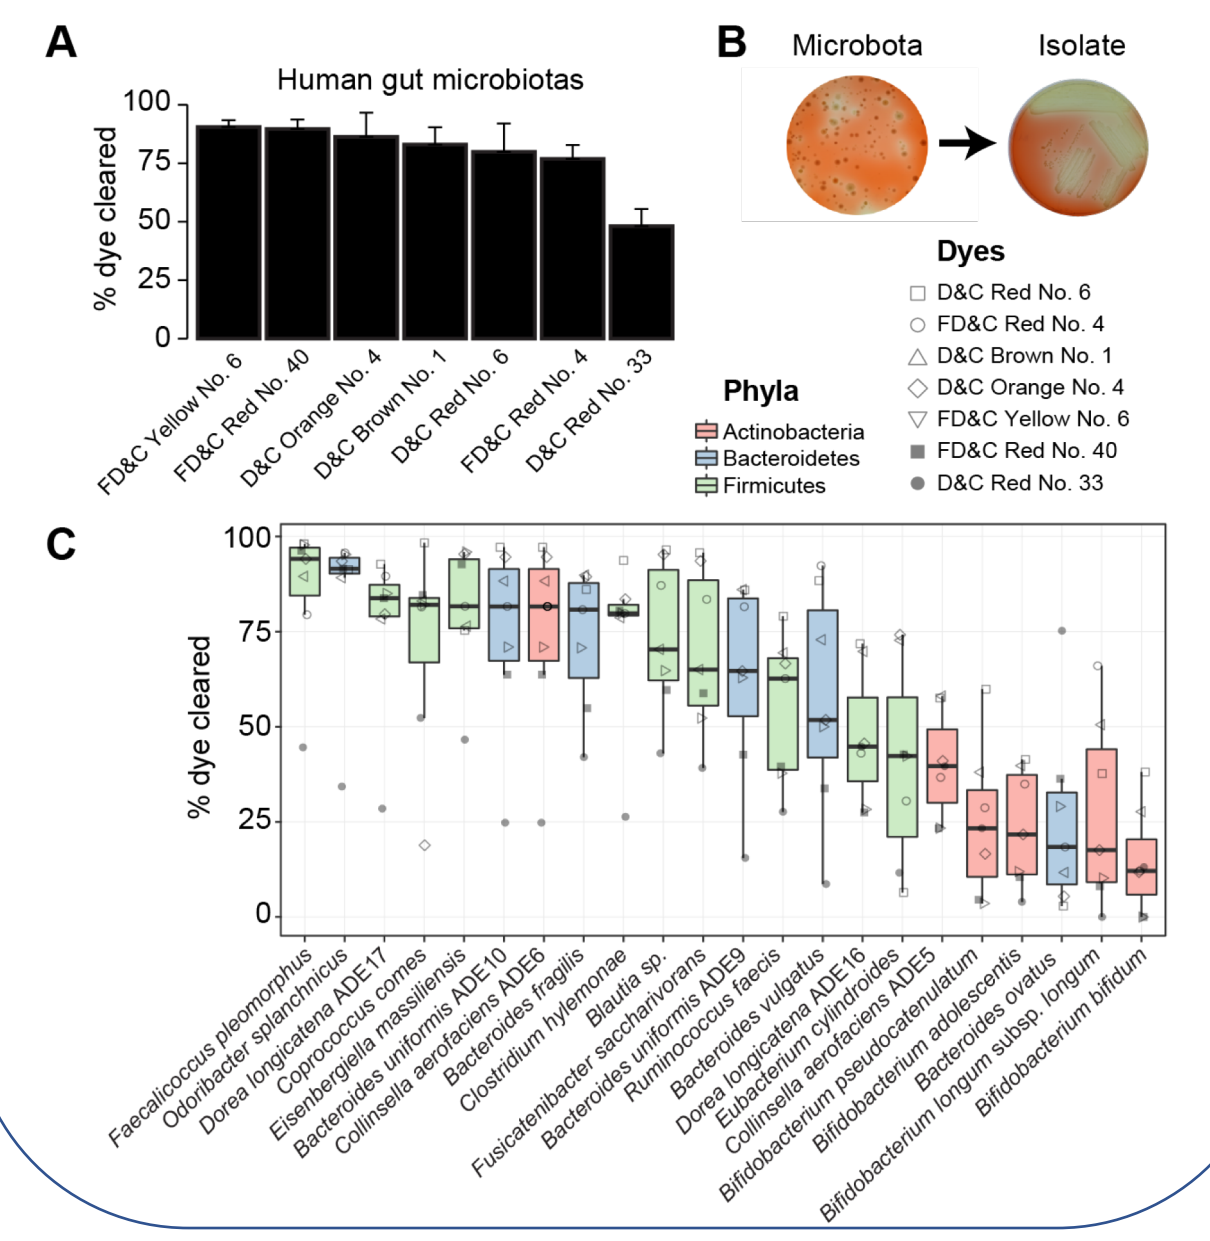 A
Human gut microbiotas
% dye cleared
100
75
50
25
0
FD&C Yellow No. 6
FD&C Red No. 40
D&C Orange No. 4
D&C Brown No. 1
D&C Red No. 6
FD&C Red No. 4
D&C Red No. 33
B
Microbota
Isolate
Dyes
D&C Red No. 6
FD&C Red No. 4
D&C Brown No. 1
D&C Orange No. 4
FD&C Yellow No. 6
FD&C Red No. 40
D&C Red No. 33
Phyla
Actinobacteria
Bacteroidetes
Firmicutes
C
% dye cleared
100
75
50
25
0
Faecalicoccus pleomorphus
Odoribacter splanchnicus
Dorea longicatena ADE17
Coprococcus comes
Eisenbergiella massiliensis
Bacteroides uniformis ADE10
Collinsella aerofaciens ADE6
Bacteroides fragilis
Clostridium hylemonae
Blautia sp.
Fusicatenibacter saccharivorans
Bacteroides uniformis ADE9
Ruminococcus faecis
Bacteroides vulgatus
Dorea longicatena ADE16
Eubacterium cylindroides
Collinsella aerofaciens ADE5
Bifidobacterium pseudocatenulatum
Bifidobacterium adolescentis
Bacteroides ovatus
Bifidobacterium longum subsp. longum
Bifidobacterium bifidum